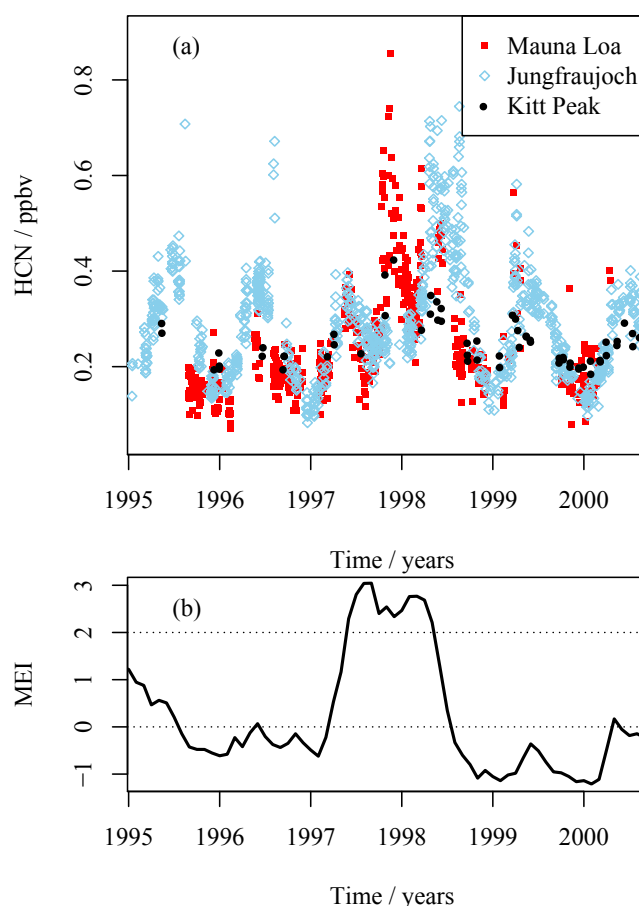 (a)
Mauna Loa
Jungfraujoch
Kitt Peak
HCN / ppbv
0.8
0.6
0.4
0.2
1995 1996 1997 1998 1999 2000
Time / years
(b)
MEI
3
2
1
0
−1
1995 1996 1997 1998 1999 2000
Time / years